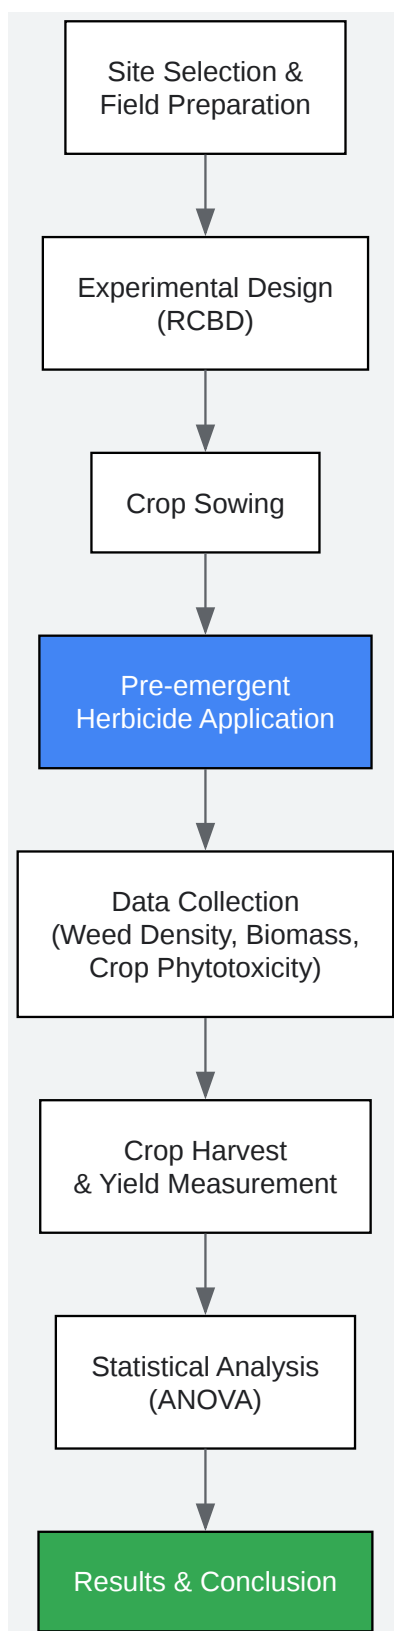 Site Selection &
Field Preparation
Experimental Design
(RCBD)
Crop Sowing
Pre-emergent
Herbicide Application
Data Collection
(Weed Density, Biomass,
Crop Phytotoxicity)
Crop Harvest
& Yield Measurement
Statistical Analysis
(ANOVA)
Results & Conclusion